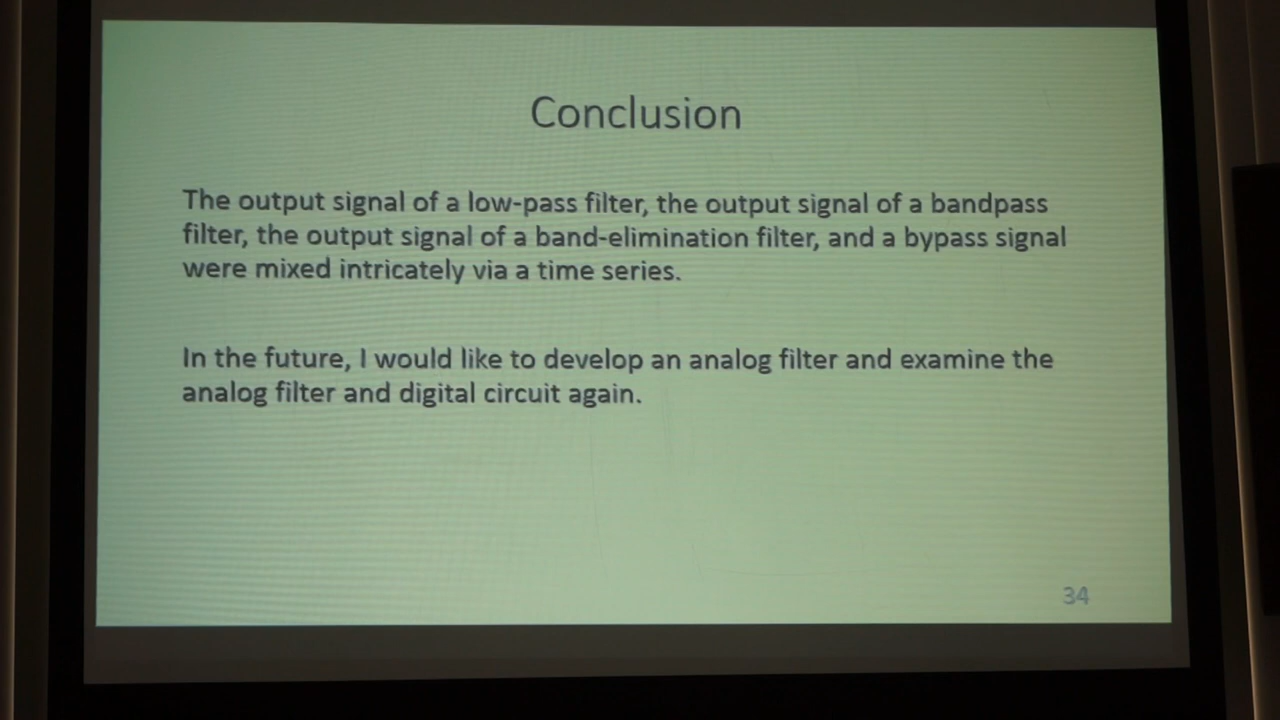 Conclusion
The output signal of a low-pass filter, the output signal of a bandpass
filter, the output signal of a band-elimination filter, and a bypass signal
were mixed intricately via a time series.
In the future, I would like to develop an analog filter and examine the
analog filter and digital circuit again.
34